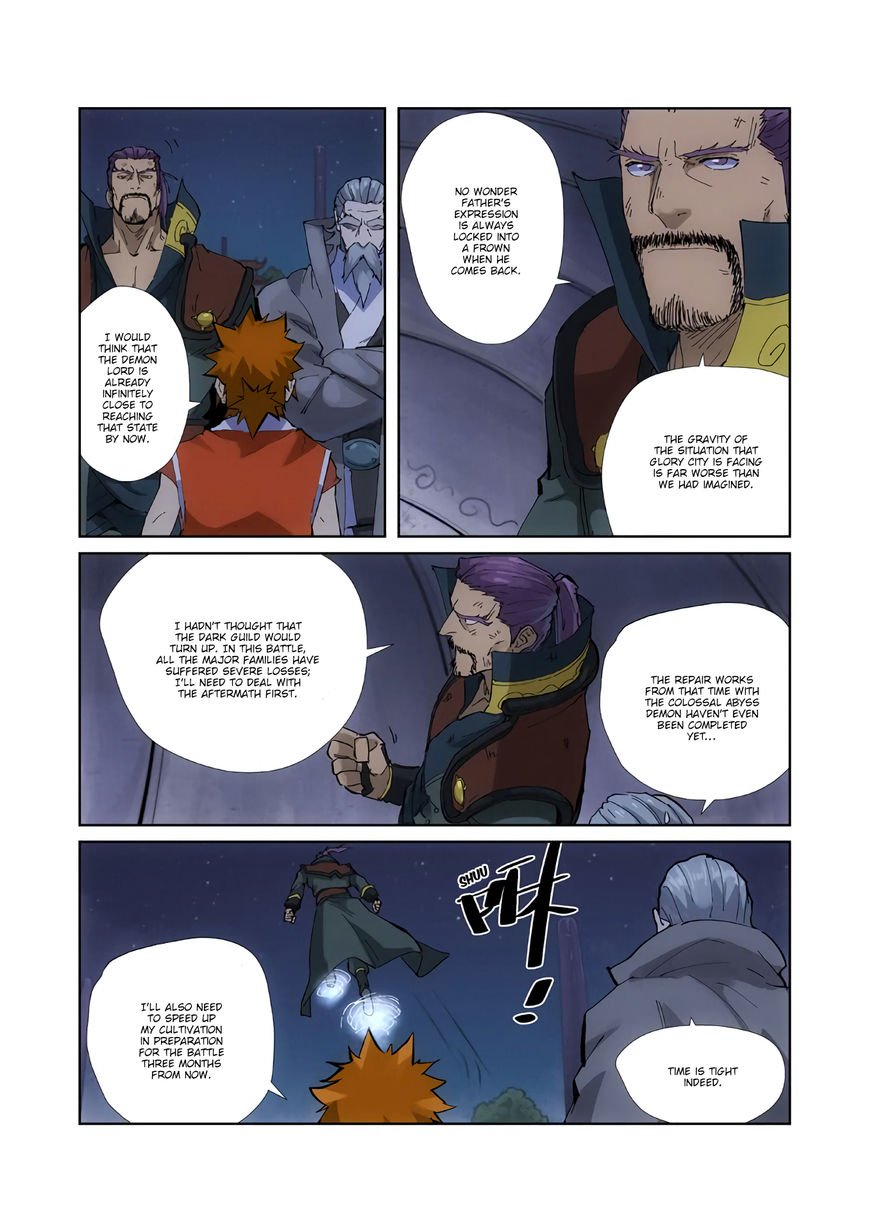 I WOULD
THINK THAT
THE DEMON
LORD IS
ALREADY
INFINITELY
CLOSE TO
REACHING
THAT STATE
BY NOW.
NO WONDER
FATHER'S
EXPRESSION
IS ALWAYS
LOCKED INTO
A FROWN
WHEN HE
COMES BACK.
THE GRAVITY OF
THE SITUATION THAT
GLORY CITY IS FACING
IS FAR WORSE THAN
WE HAD IMAGINED.
I HADN'T THOUGHT THAT
THE DARK GUILD WOULD
TURN UP. IN THIS BATTLE,
ALL THE MAJOR FAMILIES HAVE
SUFFERED SEVERE LOSSES;
I'LL NEED TO DEAL WITH
THE AFTERMATH FIRST.
THE REPAIR WORKS
FROM THAT TIME WITH
THE COLOSSAL ABYSS
DEMON HAVEN'T EVEN
BEEN COMPLETED
YET...
SHUU
I'LL ALSO NEED
TO SPEED UP
MY CULTIVATION
IN PREPARATION
FOR THE BATTLE
THREE MONTHS
FROM NOW.
TIME IS TIGHT
INDEED.